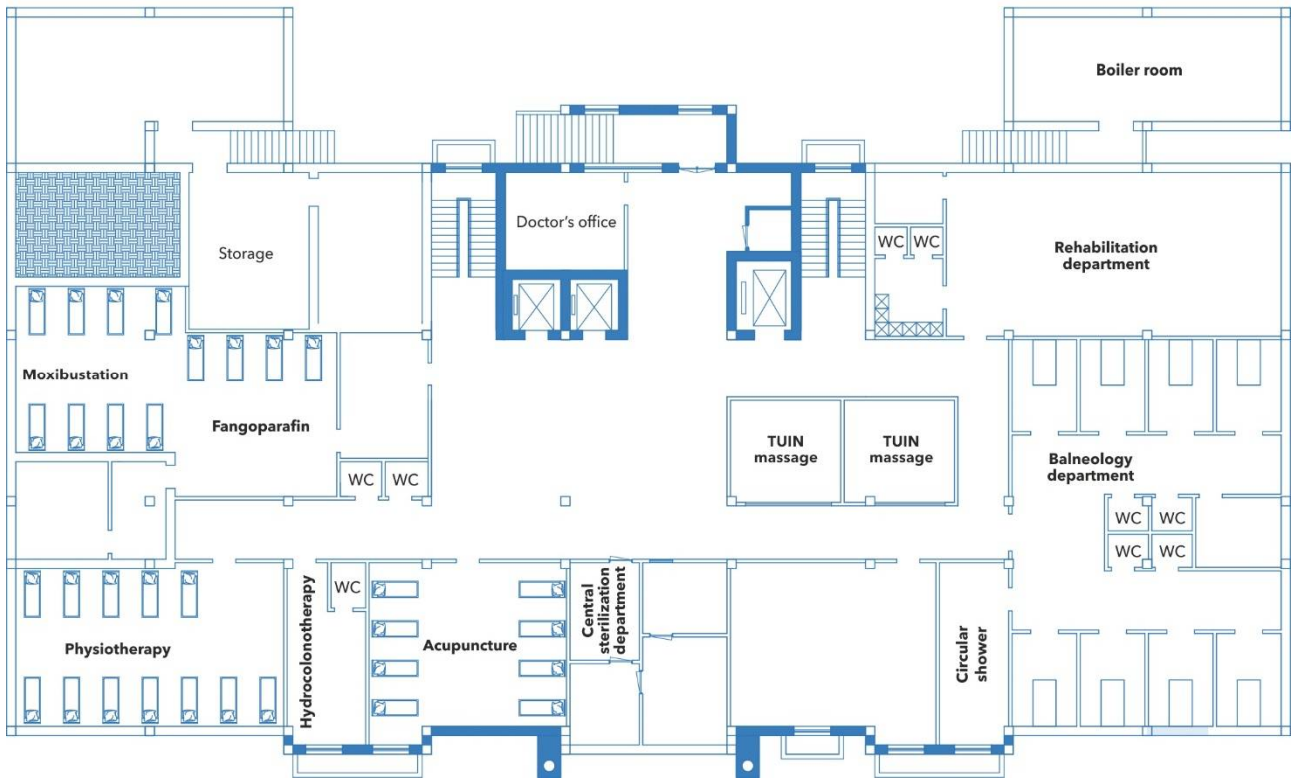 Boiler room
Doctor's office
WC
WC
Rehabilitation
department
Storage
Moxibustation
Fangoparafin
TUIN
massage
TUIN
massage
Balneology
department
WC
WC
WC
WC
WC
WC
Physiotherapy
Hydrocolonotherapy
WC
Acupuncture
Central
sterilization
department
Circular
shower